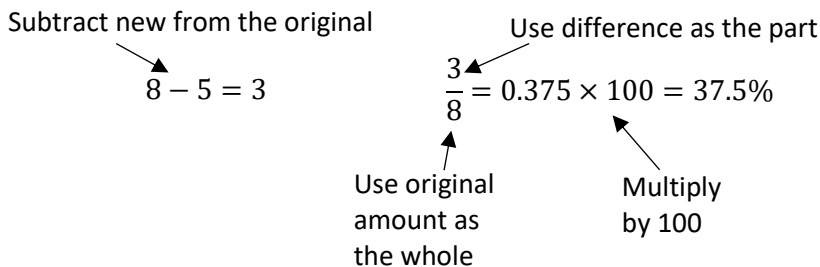 Subtract new from the original
Use difference as the part
8 − 5 = 3
3/8 = 0.375 × 100 = 37.5%
Use original
amount as
the whole
Multiply
by 100